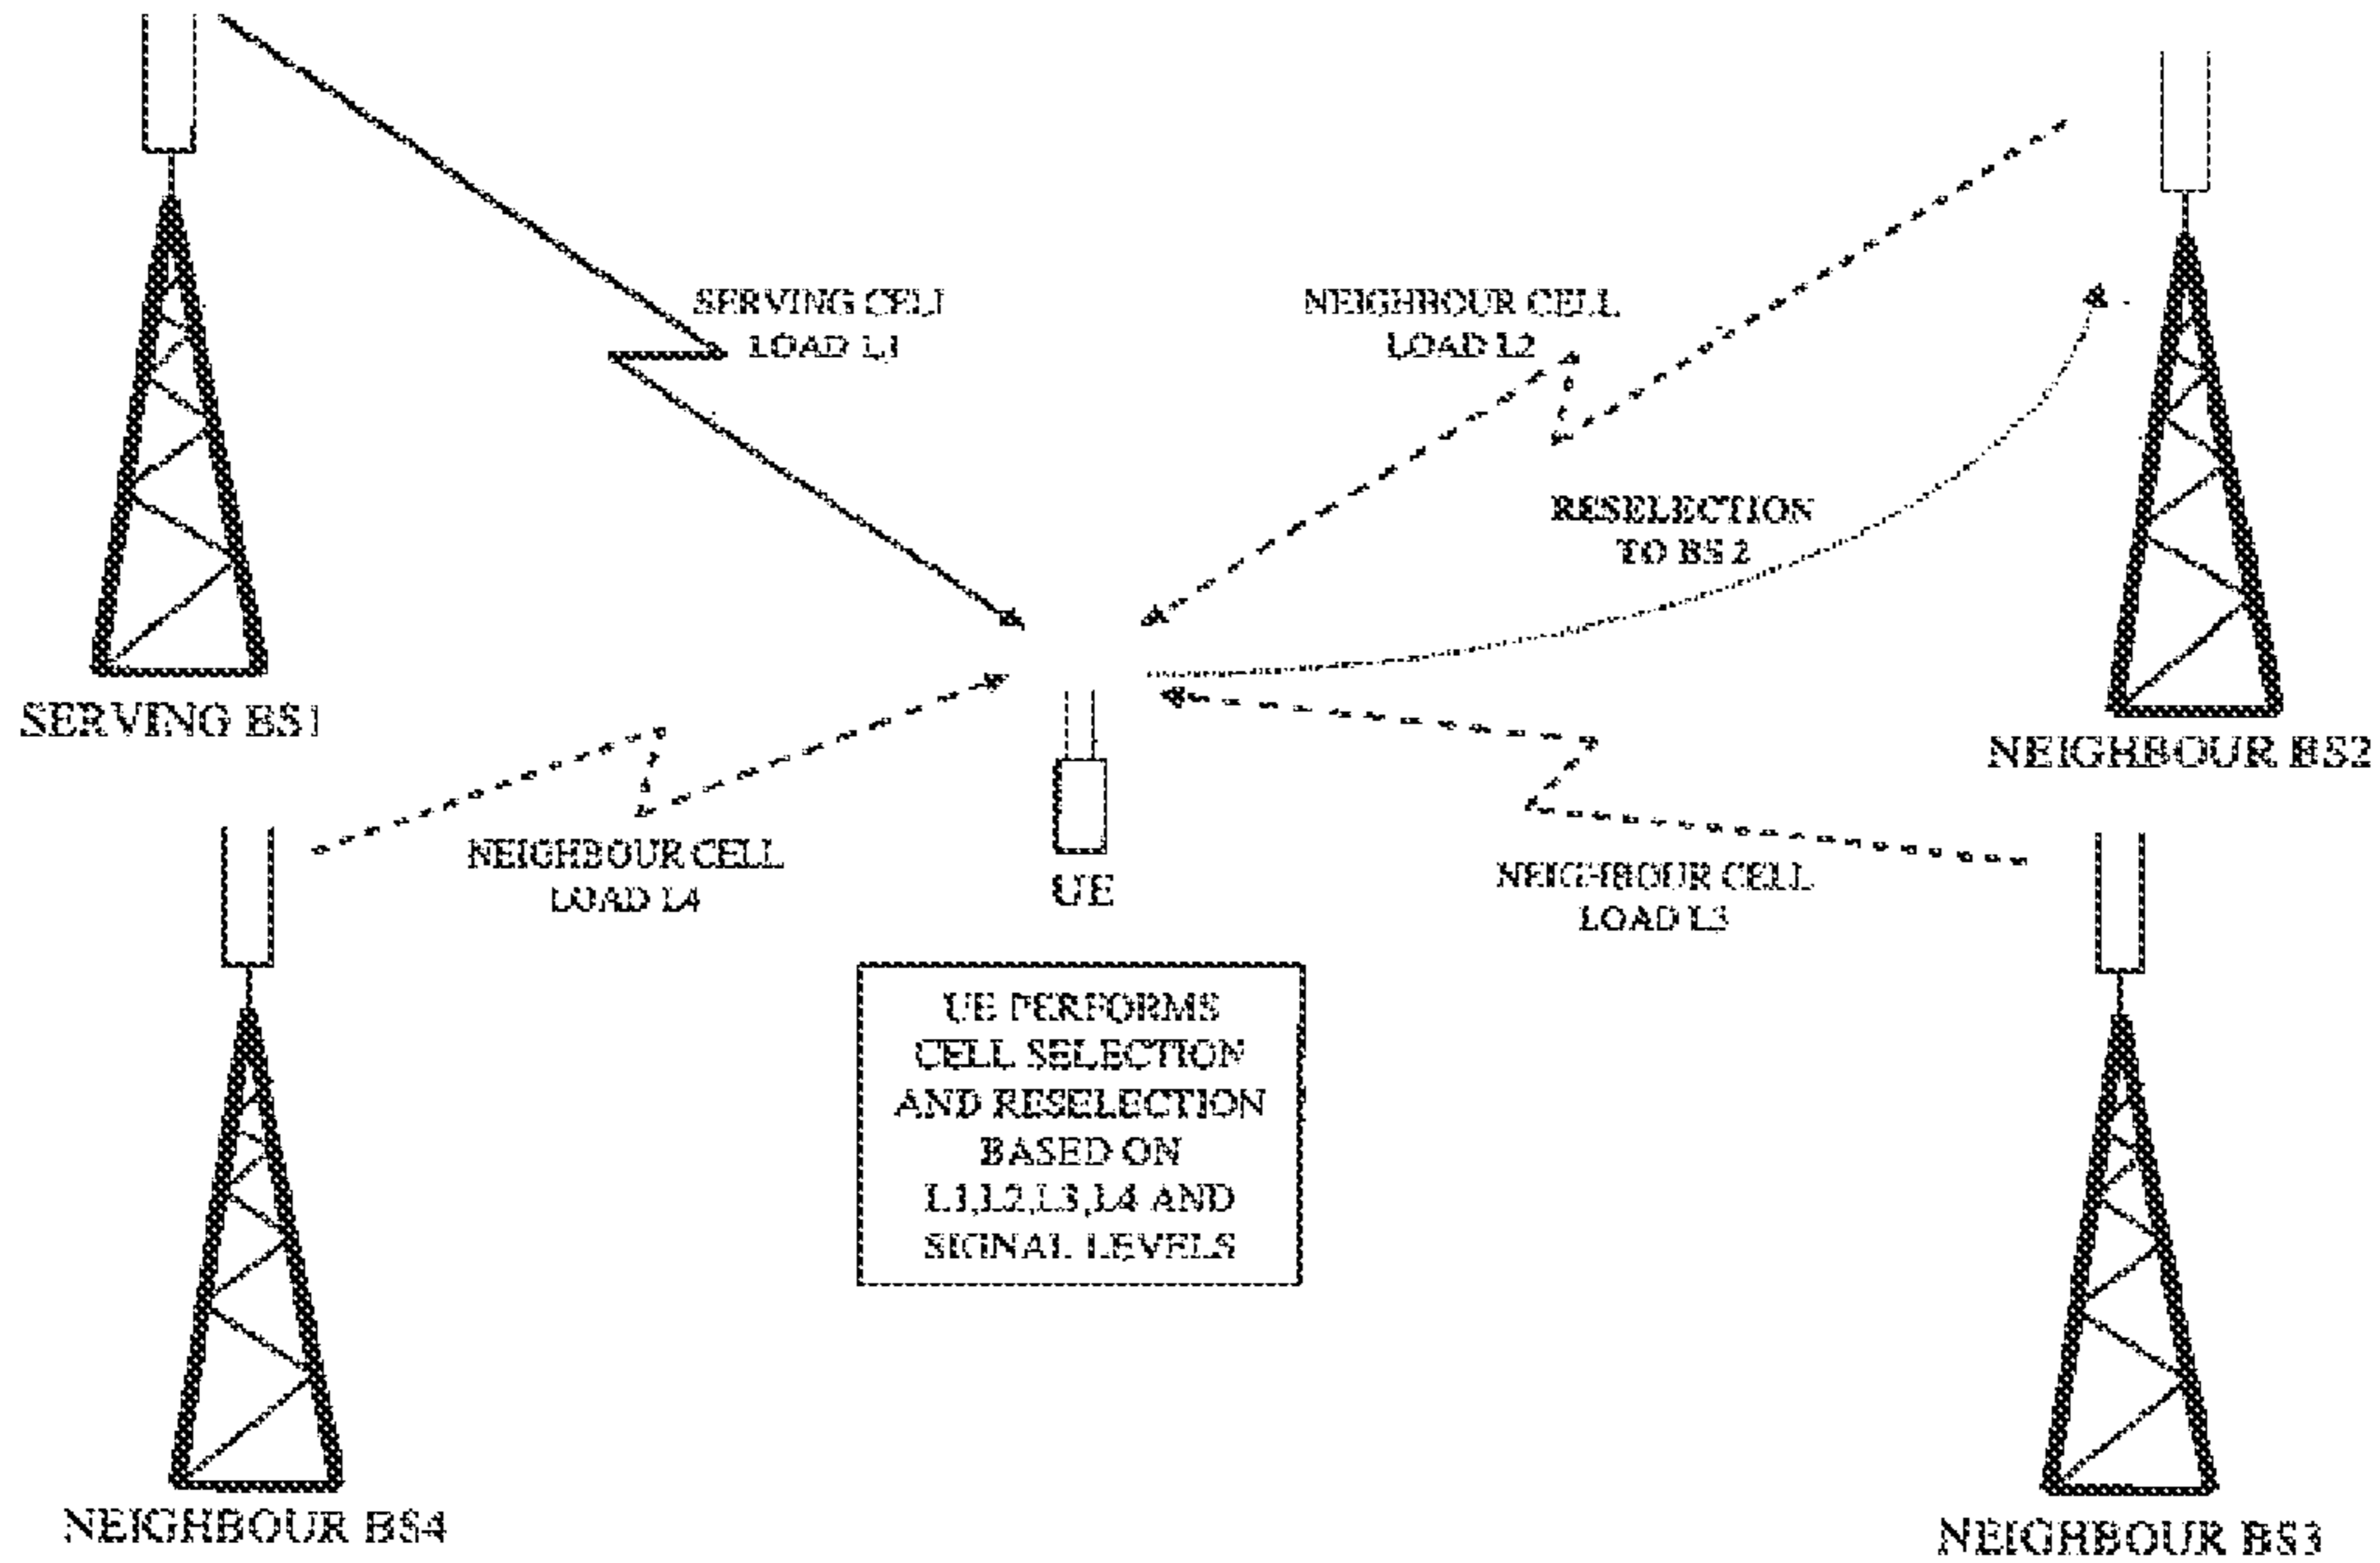 SERVING CELL
LOAD L1
NEIGHBOUR CELL
LOAD L2
RESELECTION
TO BS 2
SERVING BS1
NEIGHBOUR BS2
NEIGHBOUR CELL
LOAD L4
UE
NEIGHBOUR CELL
LOAD L3
UE PERFORMS
CELL SELECTION
AND RESELECTION
BASED ON
L1,L2,L3,L4 AND
SIGNAL LEVELS
NEIGHBOUR BS4
NEIGHBOUR BS3